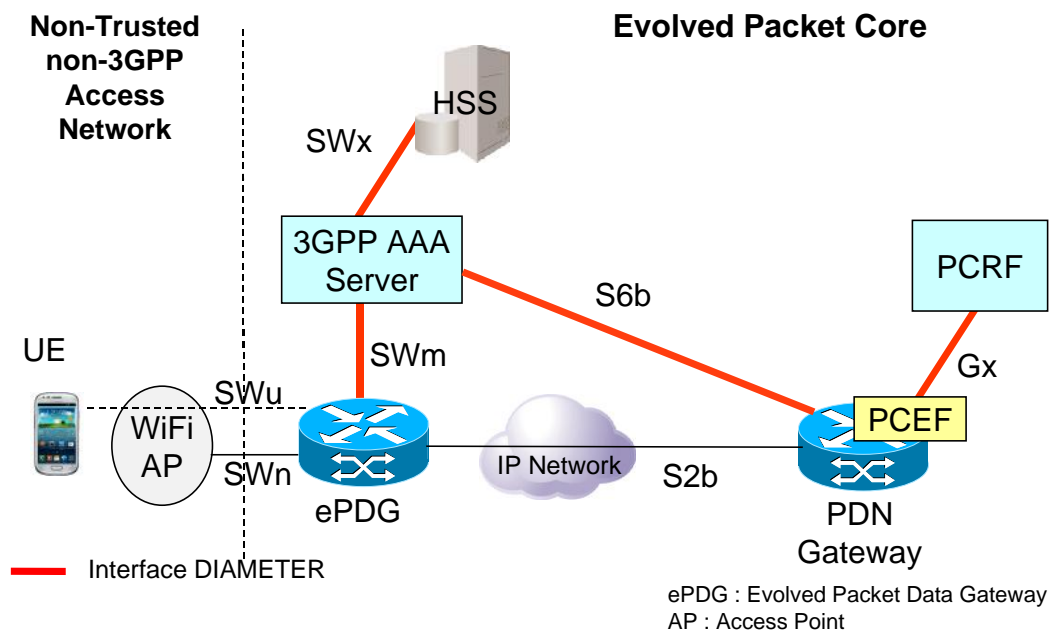 Non-Trusted
non-3GPP
Access
Network
Evolved Packet Core
HSS
SWx
3GPP AAA
Server
PCRF
S6b
UE
SWm
Gx
SWu
PCEF
WiFi
AP
IP Network
SWn
S2b
ePDG
PDN
Gateway
Interface DIAMETER
ePDG : Evolved Packet Data Gateway
AP : Access Point